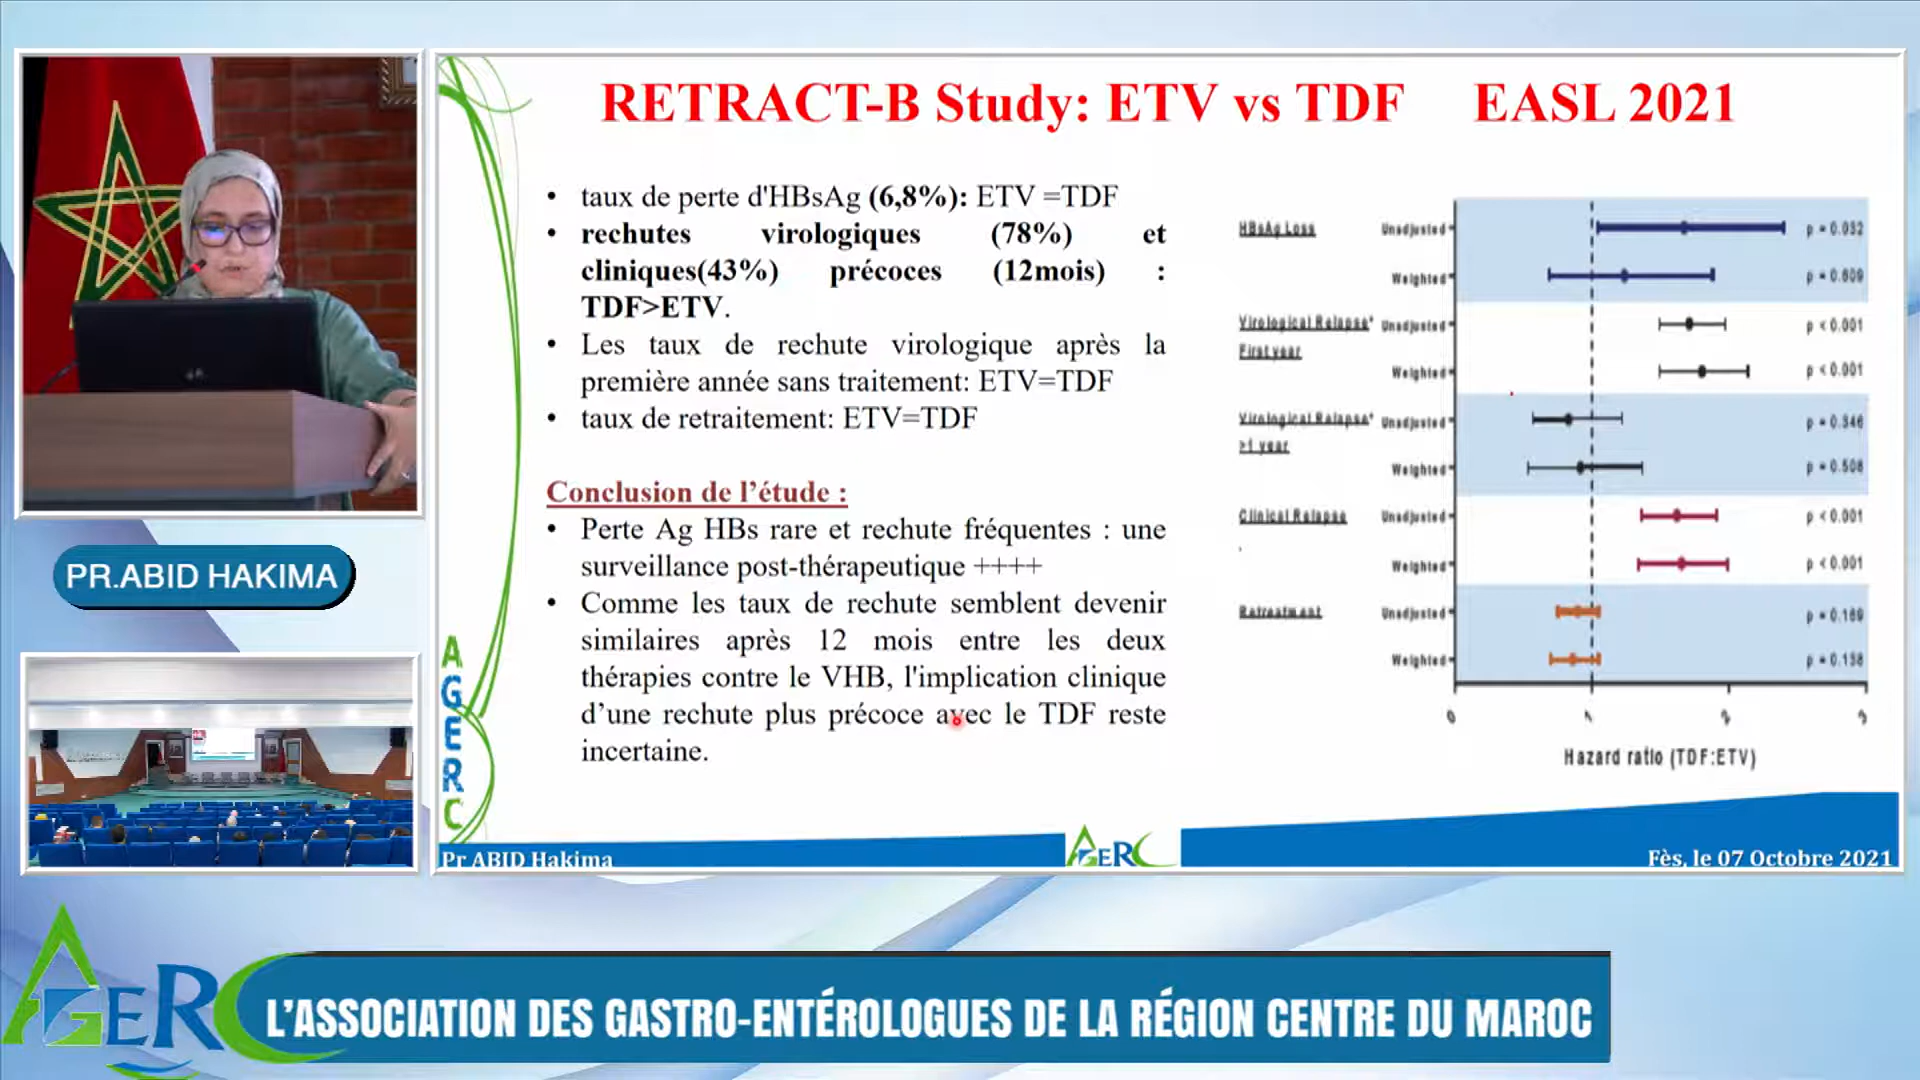 RETRACT-B Study: ETV vs TDF EASL 2021
• taux de perte d'HBsAg (6,8%): ETV =TDF
• rechutes virologiques (78%) et
cliniques(43%) précoces (12mois) :
TDF>ETV.
• Les taux de rechute virologique après la
première année sans traitement: ETV=TDF
• taux de retraitement: ETV=TDF
Conclusion de l’étude :
• Perte Ag HBs rare et rechute fréquentes : une
surveillance post-thérapeutique ++++
• Comme les taux de rechute semblent devenir
similaires après 12 mois entre les deux
thérapies contre le VHB, l'implication clinique
d’une rechute plus précoce avec le TDF reste
incertaine.
HBsAg Loss Unadjusted p = 0.032
Weighted p = 0.609
Virological Relapse* Unadjusted p < 0.001
First year
Weighted p < 0.001
Virological Relapse* Unadjusted p = 0.346
>1 year
Weighted p = 0.508
Clinical Relapse Unadjusted p < 0.001
Weighted p < 0.001
Retreatment Unadjusted p = 0.169
Weighted p = 0.138
0 1 2 3
Hazard ratio (TDF:ETV)
AGERC
Pr ABID Hakima
AGERC
Fès, le 07 Octobre 2021
PR.ABID HAKIMA
AGERC
L’ASSOCIATION DES GASTRO-ENTÉROLOGUES DE LA RÉGION CENTRE DU MAROC